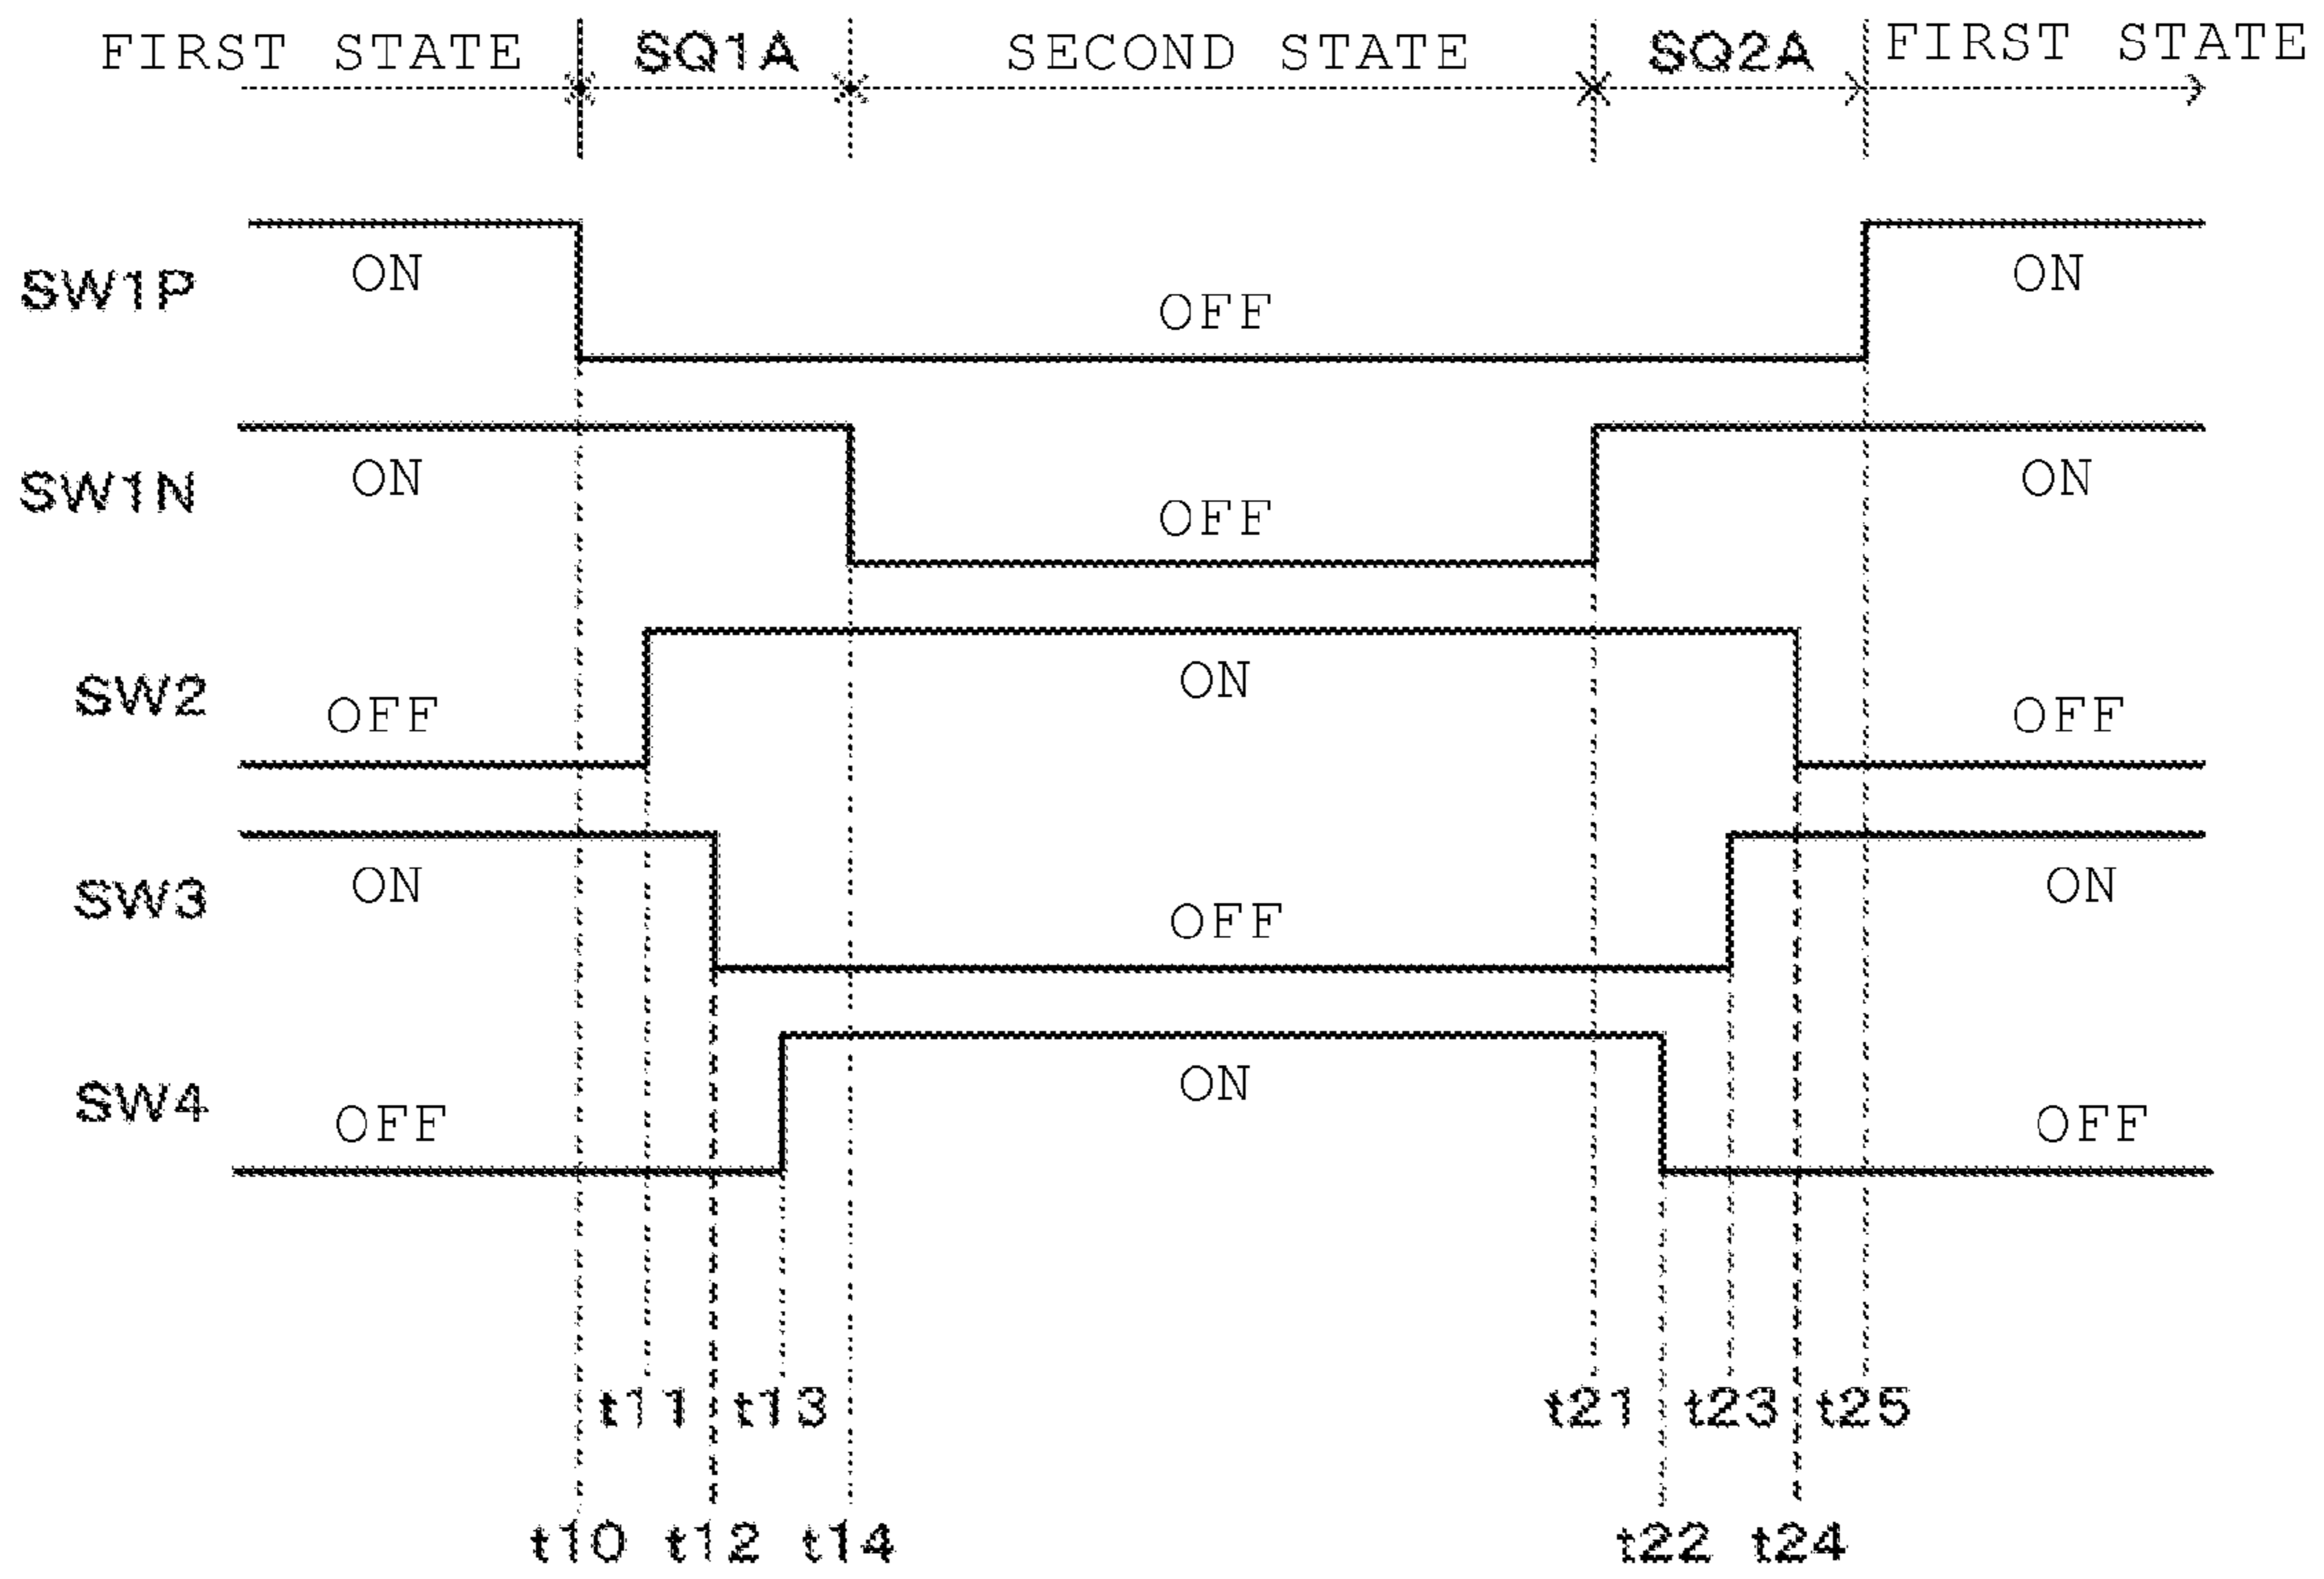 FIRST STATE SQ1A SECOND STATE SQ2A FIRST STATE
SW1P ON OFF ON
SW1N ON OFF ON
SW2 OFF ON OFF
SW3 ON OFF ON
SW4 OFF ON OFF
t11 t13 t21 t23 t25
t10 t12 t14 t22 t24